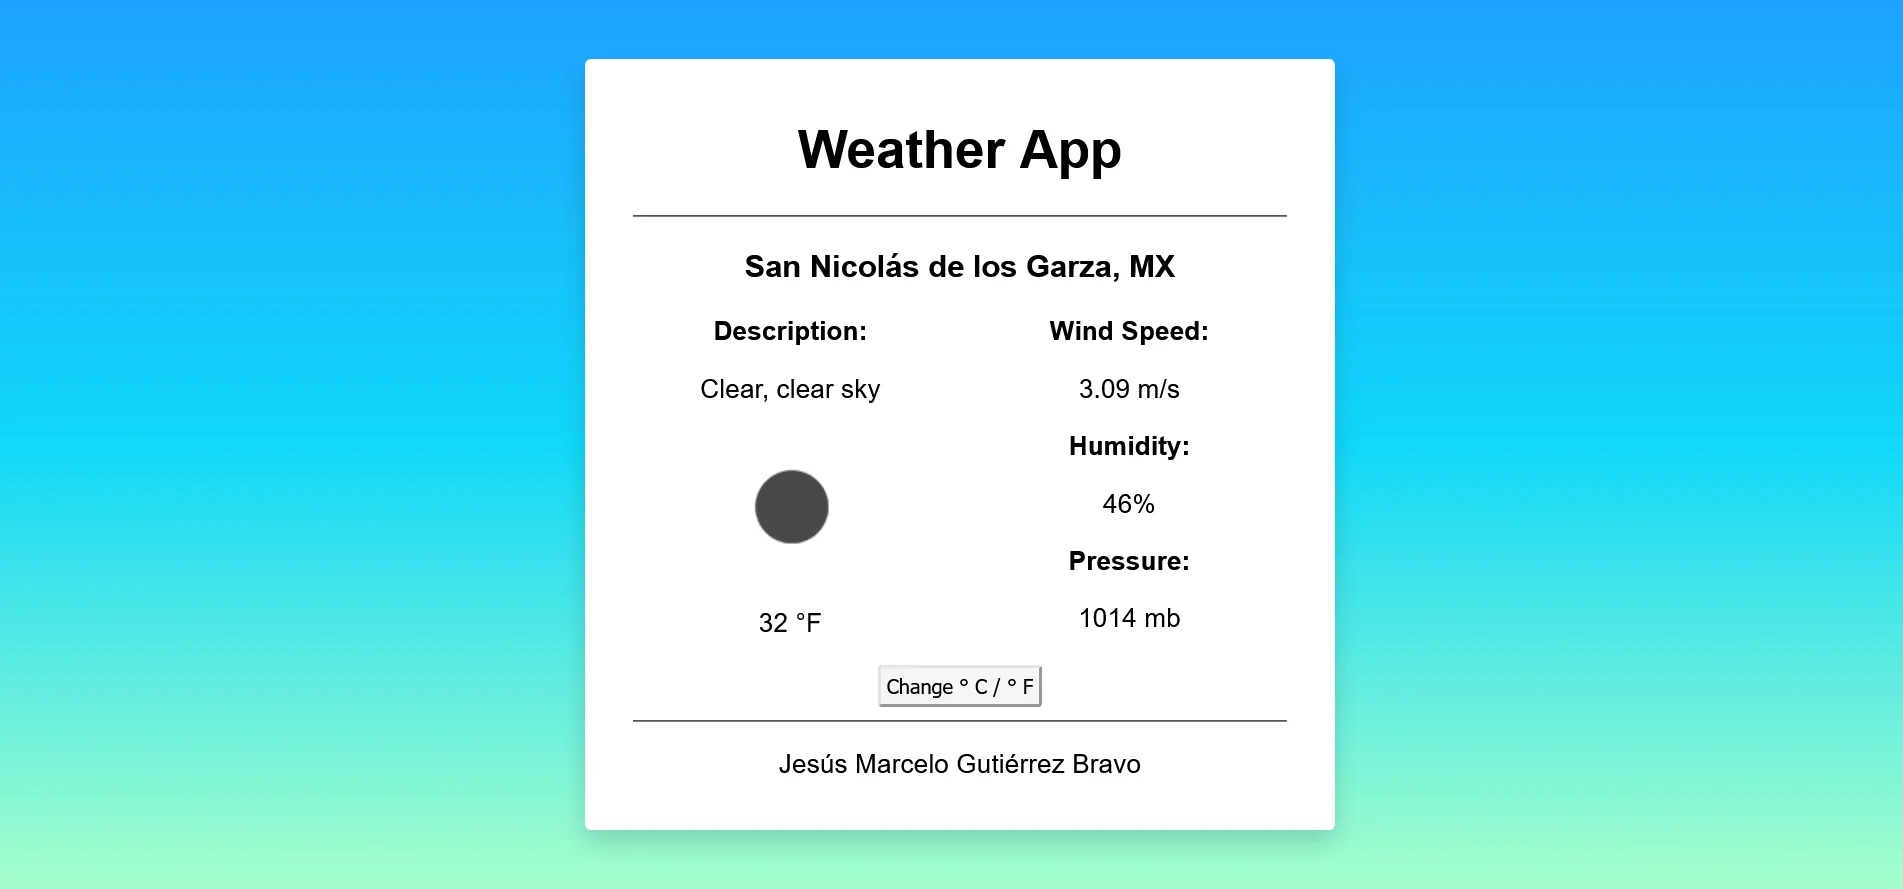 Weather App
San Nicolás de los Garza, MX
Description:
Clear, clear sky
32 °F
Wind Speed:
3.09 m/s
Humidity:
46%
Pressure:
1014 mb
Change ° C / ° F
Jesús Marcelo Gutiérrez Bravo